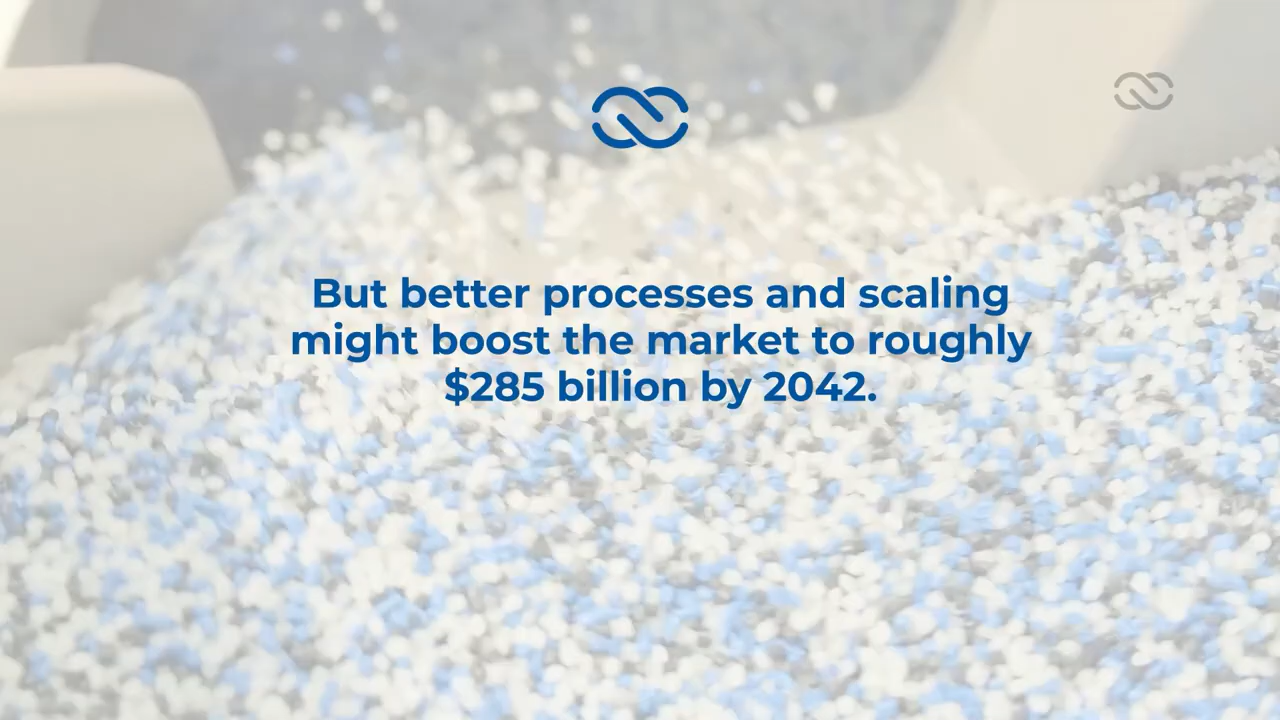 But better processes and scaling
might boost the market to roughly
$285 billion by 2042.